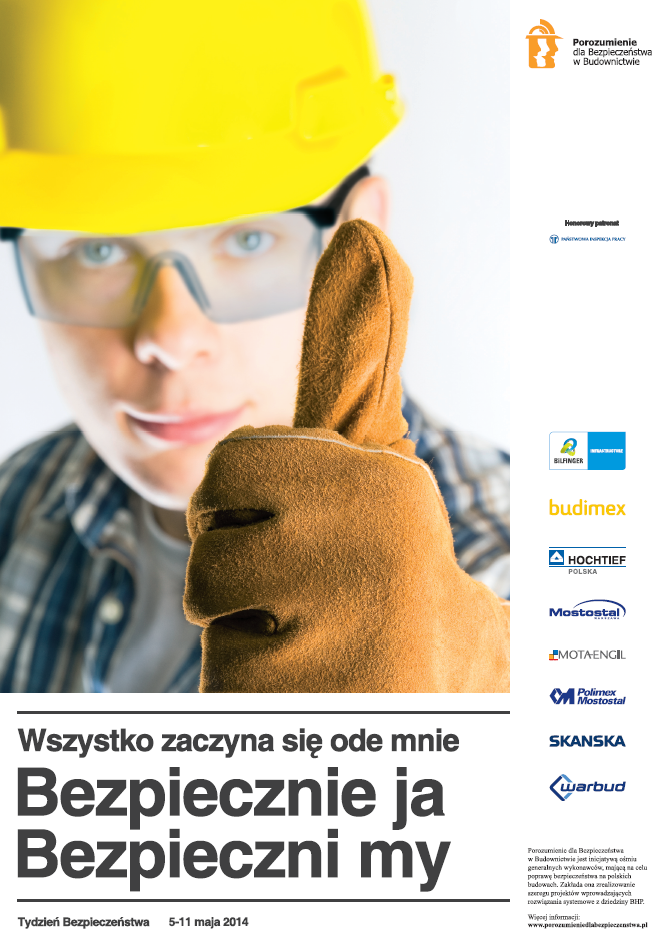 Porozumienie
dla Bezpieczeństwa
w Budownictwie
Honorowy patronat
PAŃSTWOWA INSPEKCJA PRACY
BILFINGER
INFRASTRUCTURE
budimex
HOCHTIEF
POLSKA
Mostostal
WARSZAWA
MOTA-ENGIL
Polimex
Mostostal
SKANSKA
warbud
Wszystko zaczyna się ode mnie
Bezpiecznie ja
Bezpieczni my
Tydzień Bezpieczeństwa 5-11 maja 2014
Porozumienie dla Bezpieczeństwa
w Budownictwie jest inicjatywą ośmiu
generalnych wykonawców, mającą na celu
poprawę bezpieczeństwa na polskich
budowach. Zakłada ona zrealizowanie
szeregu projektów wprowadzających
rozwiązania systemowe z dziedziny BHP.
Więcej informacji:
www.porozumieniedlabezpieczenstwa.pl